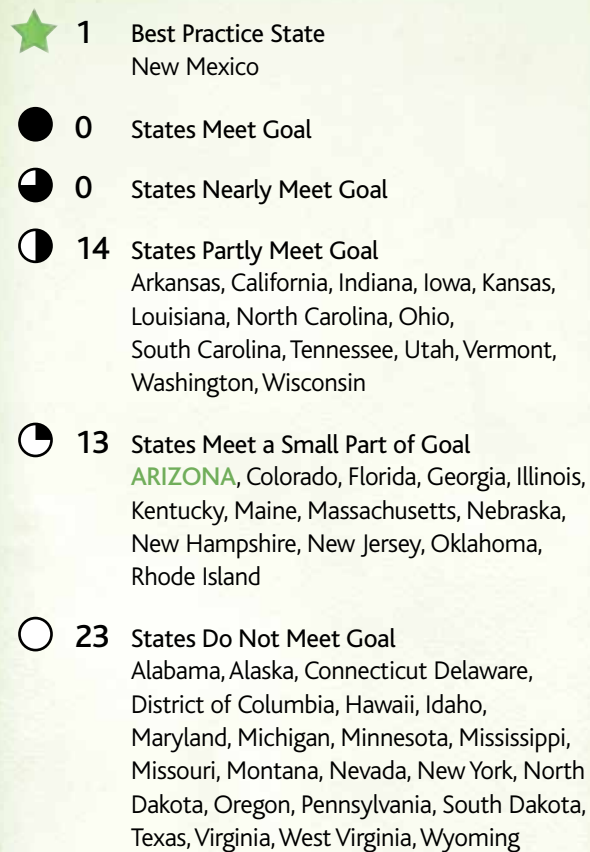 1 Best Practice State
New Mexico
0 States Meet Goal
0 States Nearly Meet Goal
14 States Partly Meet Goal
Arkansas, California, Indiana, Iowa, Kansas,
Louisiana, North Carolina, Ohio,
South Carolina, Tennessee, Utah, Vermont,
Washington, Wisconsin
13 States Meet a Small Part of Goal
ARIZONA, Colorado, Florida, Georgia, Illinois,
Kentucky, Maine, Massachusetts, Nebraska,
New Hampshire, New Jersey, Oklahoma,
Rhode Island
23 States Do Not Meet Goal
Alabama, Alaska, Connecticut Delaware,
District of Columbia, Hawaii, Idaho,
Maryland, Michigan, Minnesota, Mississippi,
Missouri, Montana, Nevada, New York, North
Dakota, Oregon, Pennsylvania, South Dakota,
Texas, Virginia, West Virginia, Wyoming